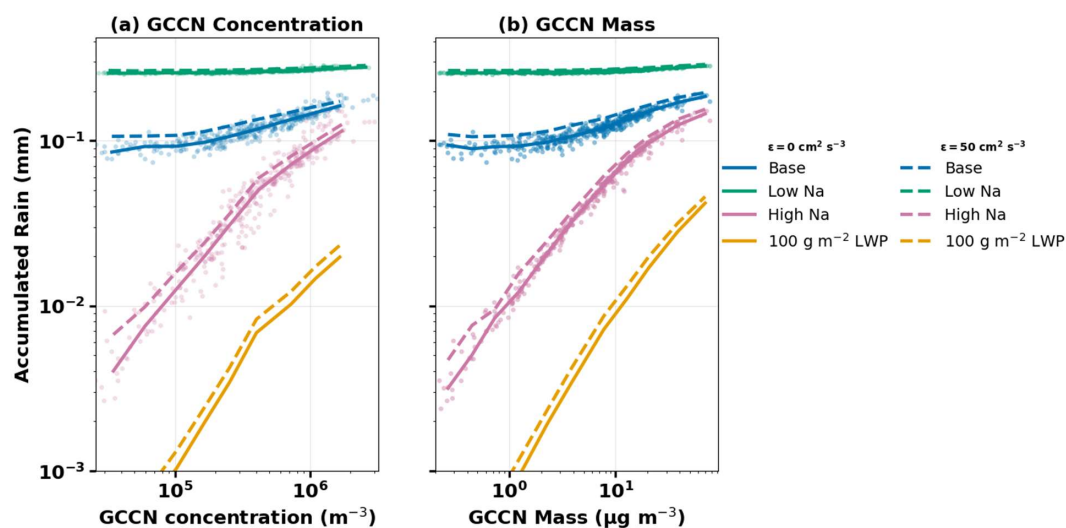 (a) GCCN Concentration
(b) GCCN Mass
Accumulated Rain (mm)
10⁻¹
10⁻²
10⁻³
10⁵
10⁶
GCCN concentration (m⁻³)
10⁰
10¹
GCCN Mass (μg m⁻³)
ε = 0 cm² s⁻³
Base
Low Na
High Na
100 g m⁻² LWP
ε = 50 cm² s⁻³
Base
Low Na
High Na
100 g m⁻² LWP